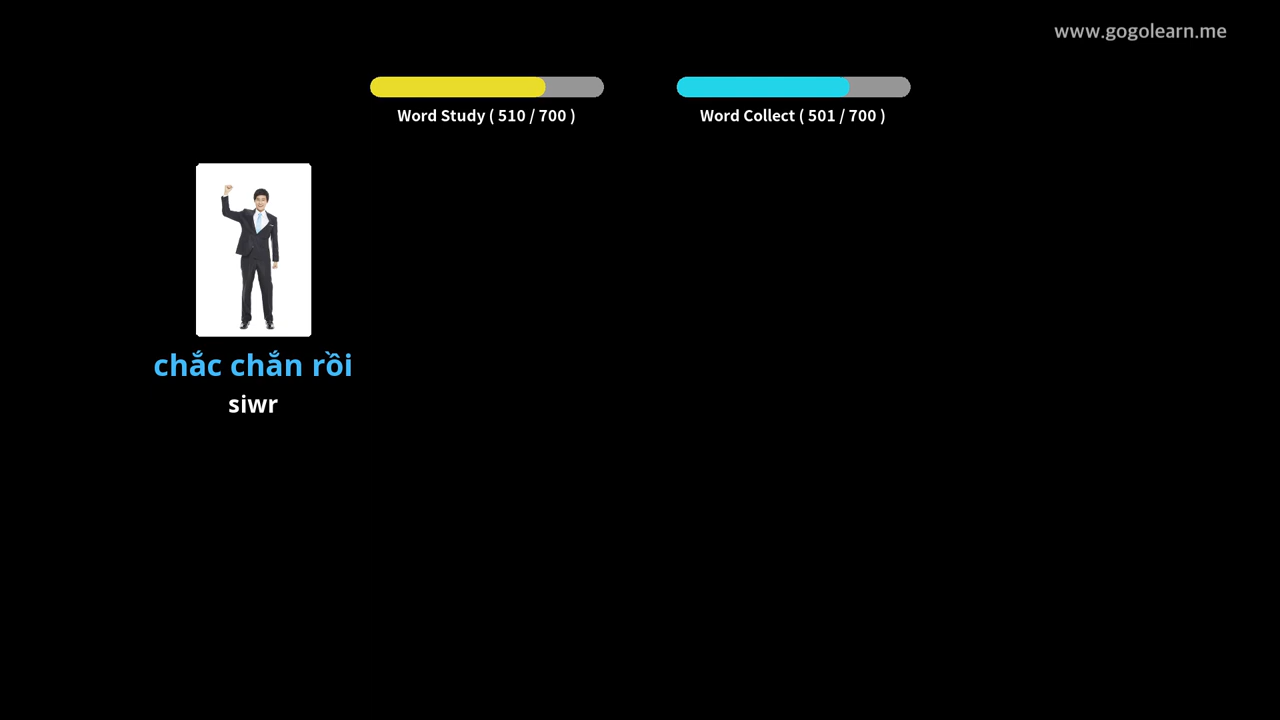 www.gogolearn.me
Word Study ( 510 / 700 )
Word Collect ( 501 / 700 )
chắc chắn rồi
siwr